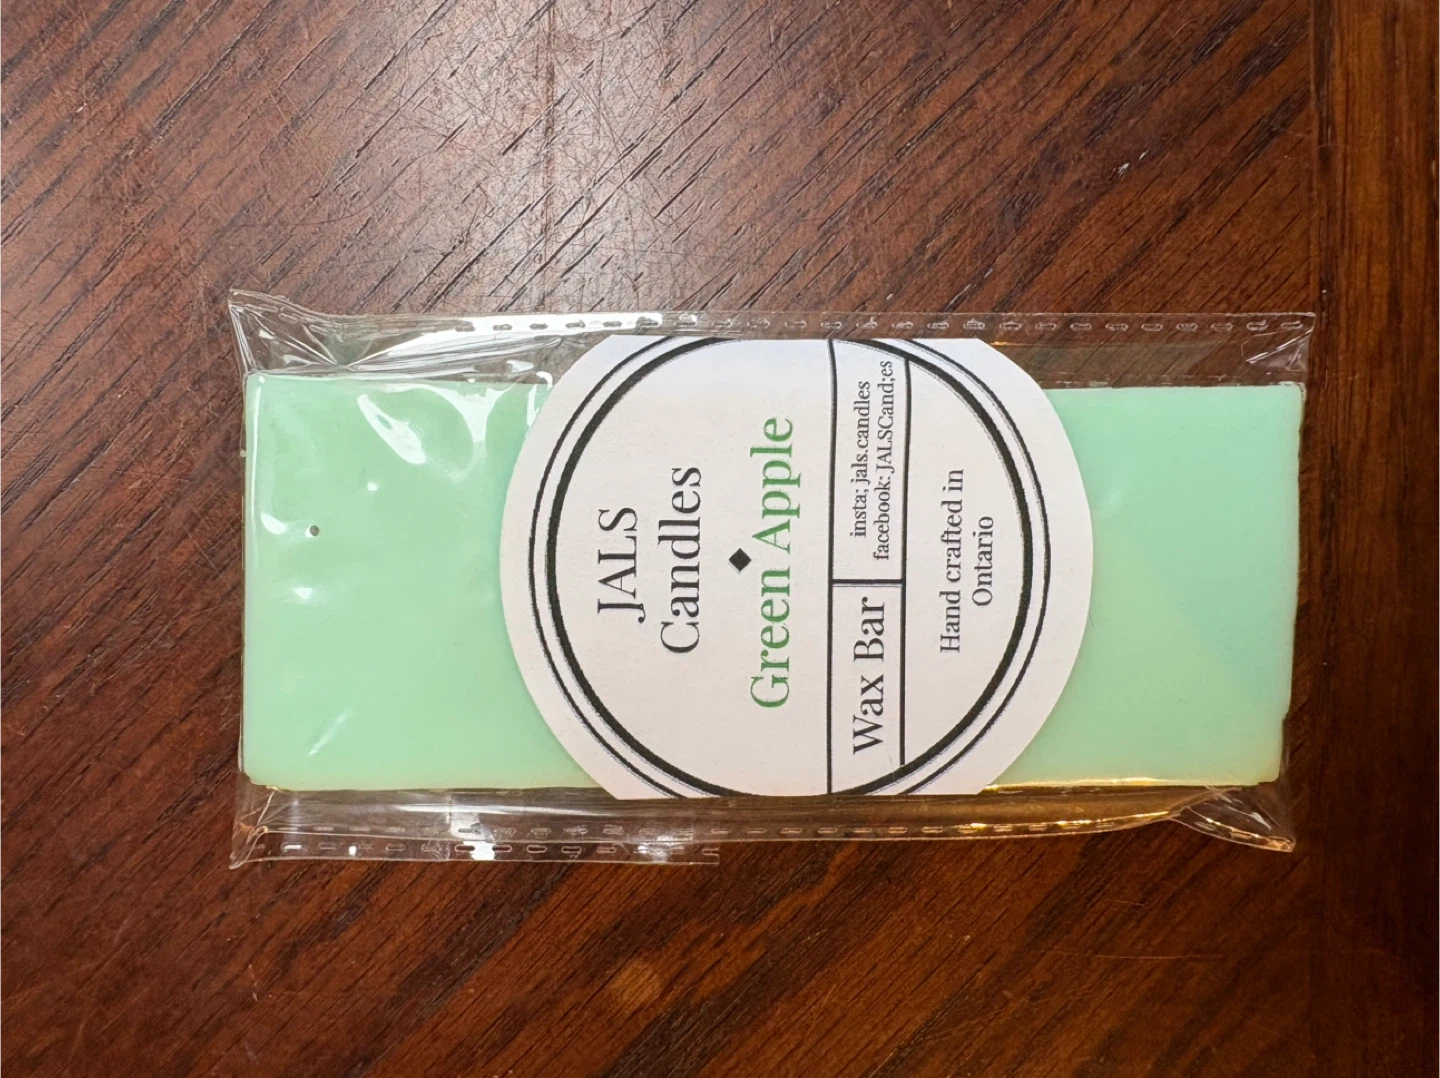 JALS
Candles
Green Apple
Wax Bar
insta; jals.candles
facebook: JALSCand;es
Hand crafted in
Ontario